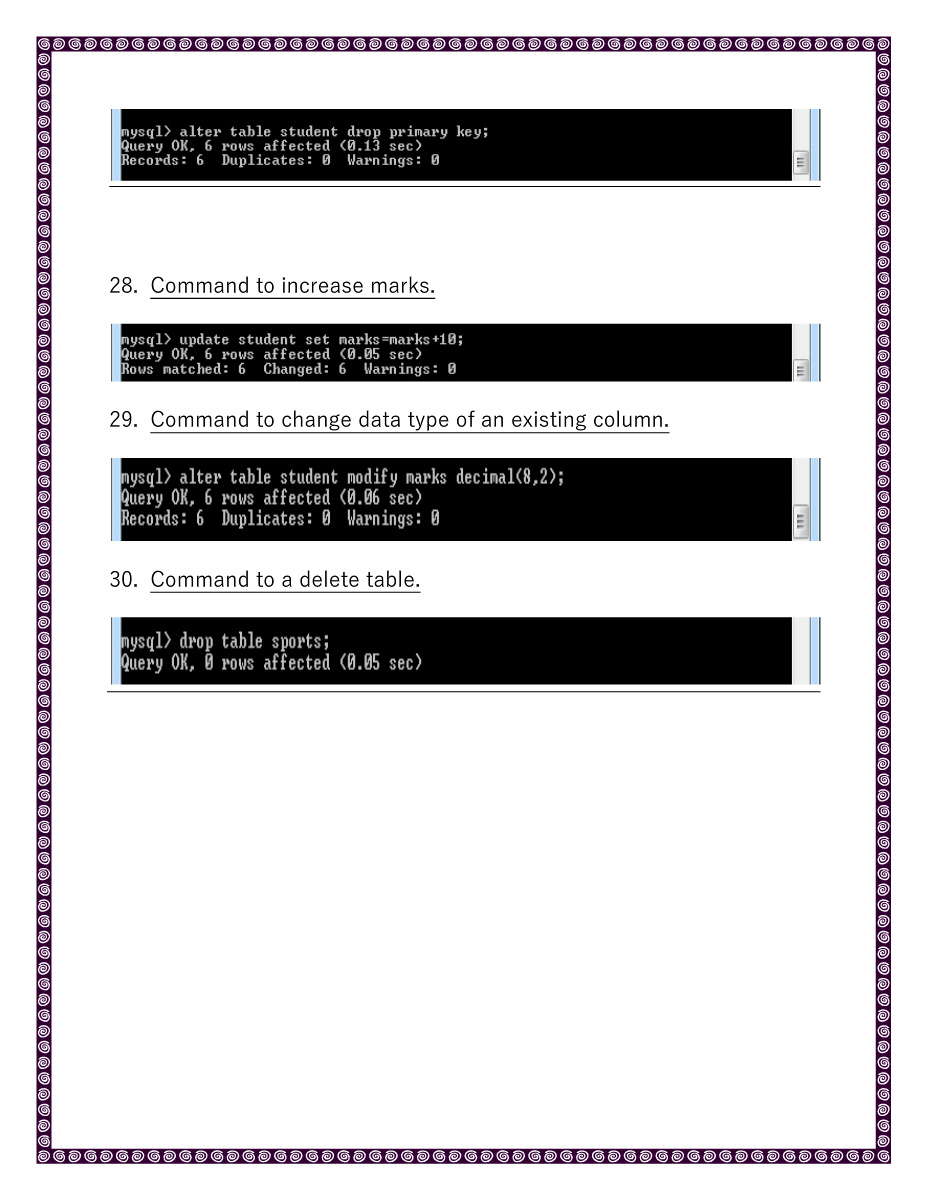 mysql> alter table student drop primary key;
Query OK, 6 rows affected (0.13 sec)
Records: 6  Duplicates: 0  Warnings: 0
28. Command to increase marks.
mysql> update student set marks=marks+10;
Query OK, 6 rows affected (0.05 sec)
Rows matched: 6  Changed: 6  Warnings: 0
29. Command to change data type of an existing column.
mysql> alter table student modify marks decimal(8,2);
Query OK, 6 rows affected (0.06 sec)
Records: 6  Duplicates: 0  Warnings: 0
30. Command to a delete table.
mysql> drop table sports;
Query OK, 0 rows affected (0.05 sec)